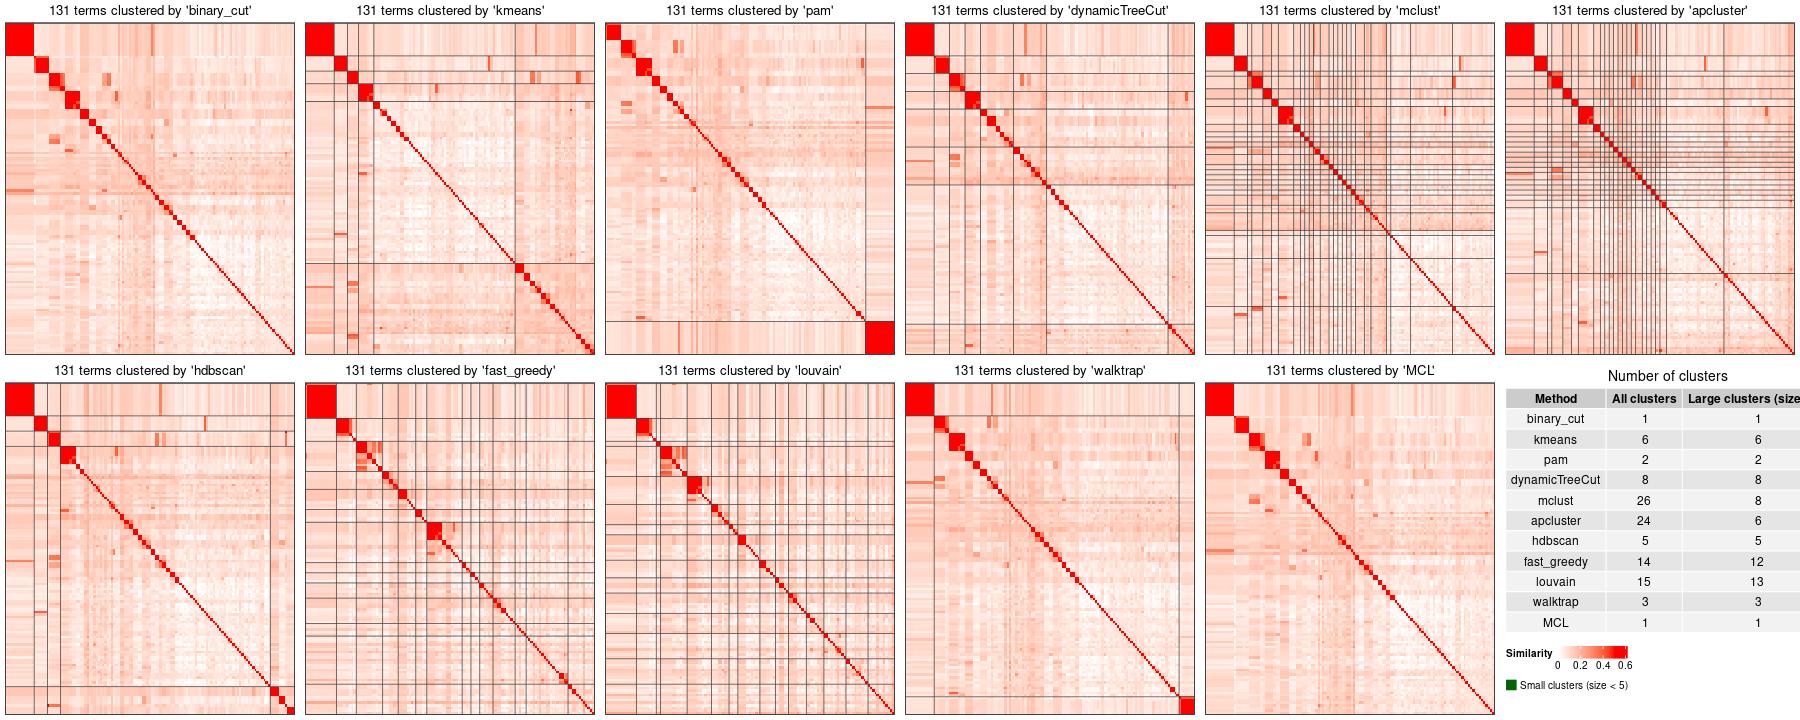 131 terms clustered by 'binary_cut'
131 terms clustered by 'kmeans'
131 terms clustered by 'pam'
131 terms clustered by 'dynamicTreeCut'
131 terms clustered by 'mclust'
131 terms clustered by 'apcluster'
131 terms clustered by 'hdbscan'
131 terms clustered by 'fast_greedy'
131 terms clustered by 'louvain'
131 terms clustered by 'walktrap'
131 terms clustered by 'MCL'
Number of clusters
Method All clusters Large clusters (size
binary_cut 1 1
kmeans 6 6
pam 2 2
dynamicTreeCut 8 8
mclust 26 8
apcluster 24 6
hdbscan 5 5
fast_greedy 14 12
louvain 15 13
walktrap 3 3
MCL 1 1
Similarity
0 0.2 0.4 0.6
Small clusters (size < 5)